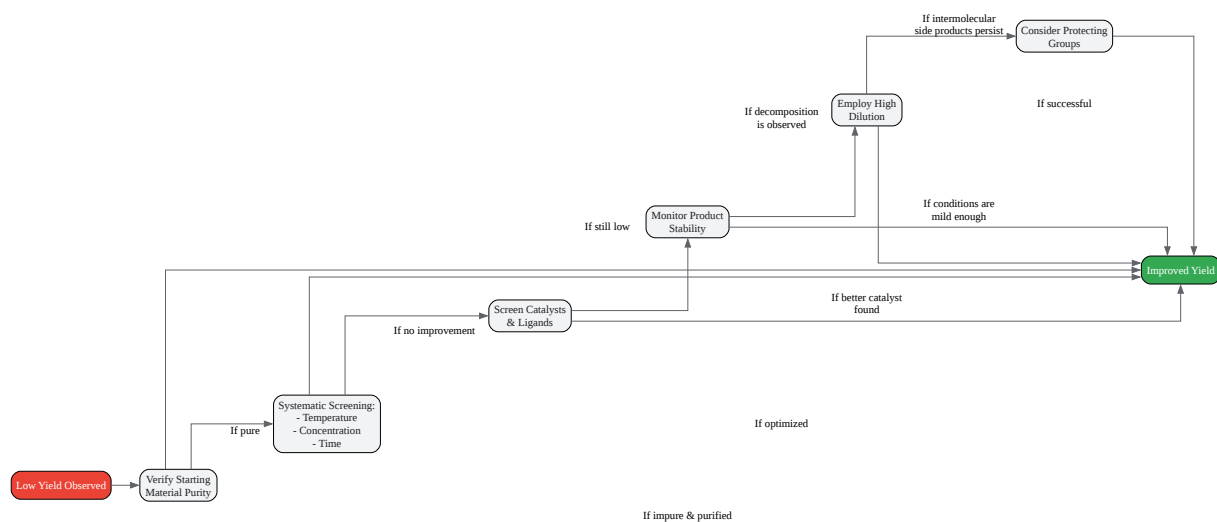 If intermolecular
side products persist
Consider Protecting
Groups
If decomposition
is observed
Employ High
Dilution
If successful
If still low
Monitor Product
Stability
If conditions are
mild enough
Improved Yield
Screen Catalysts
& Ligands
If better catalyst
found
If no improvement
Systematic Screening:
- Temperature
- Concentration
- Time
If pure
If optimized
Low Yield Observed
Verify Starting
Material Purity
If impure & purified